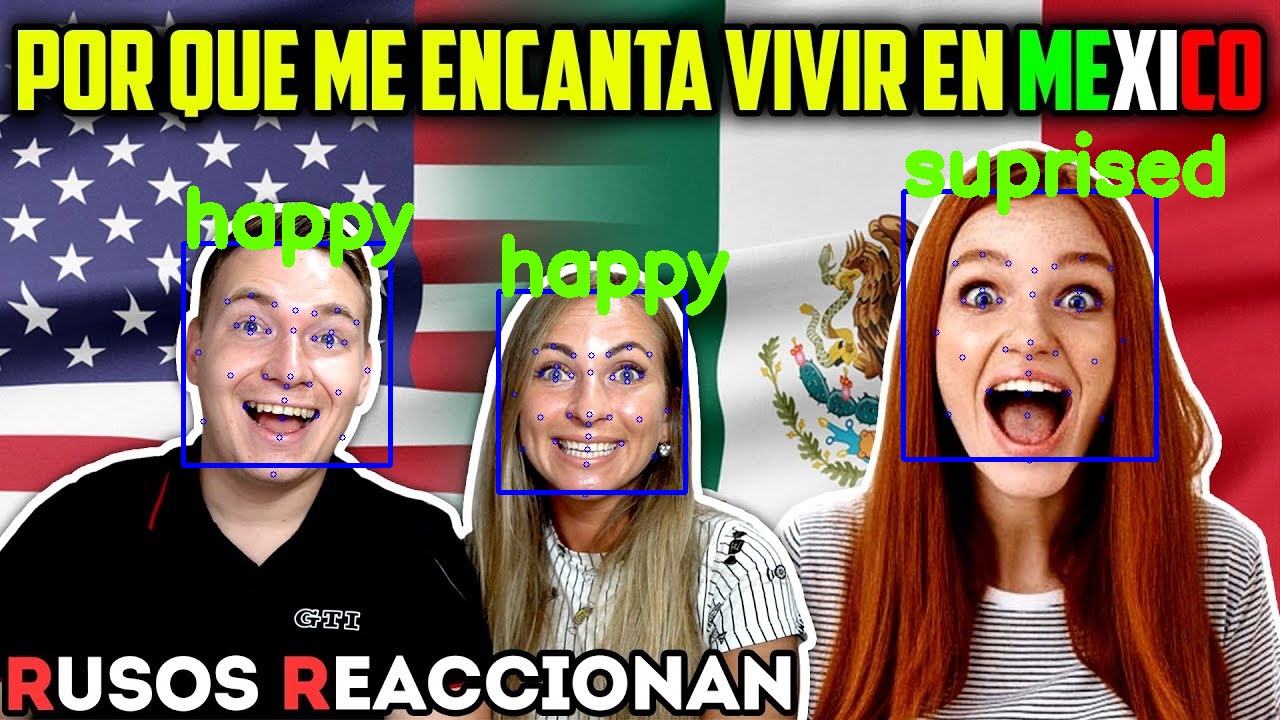 POR QUE ME ENCANTA VIVIR EN MEXICO
suprised
happy
happy
GTI
RUSOS REACCIONAN